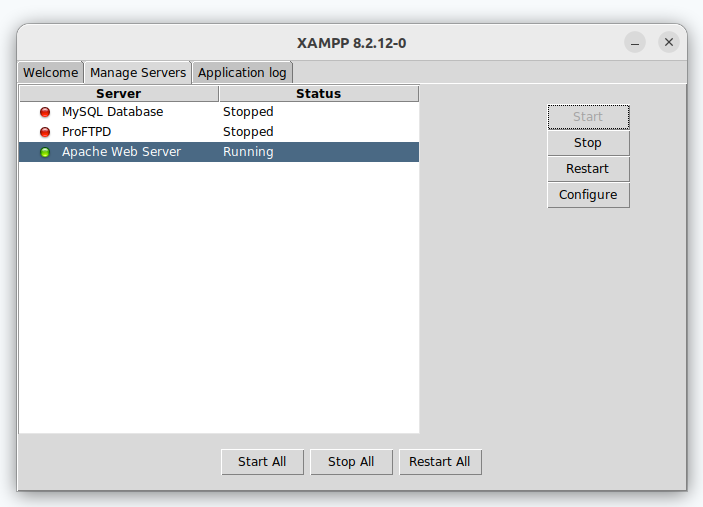 XAMPP 8.2.12-0
Welcome Manage Servers Application log
Server Status
MySQL Database Stopped
ProFTPD Stopped
Apache Web Server Running
Start
Stop
Restart
Configure
Start All Stop All Restart All